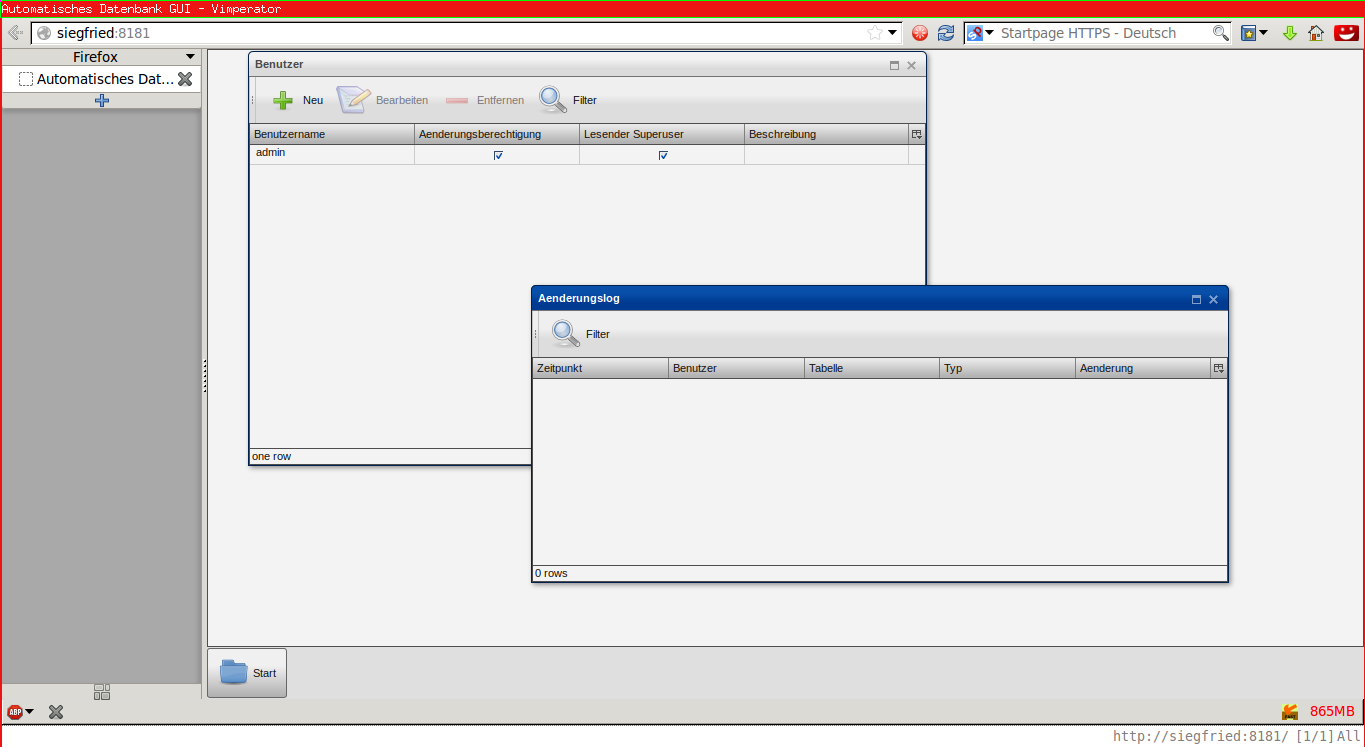 Automatisches Datenbank GUI - Vimperator
siegfried:8181
Startpage HTTPS - Deutsch
Firefox
Automatisches Dat...
Benutzer
Neu Bearbeiten Entfernen Filter
Benutzername Aenderungsberechtigung Lesender Superuser Beschreibung
admin
one row
Aenderungslog
Filter
Zeitpunkt Benutzer Tabelle Typ Aenderung
0 rows
Start
ABP
865MB
http://siegfried:8181/ [1/1] All